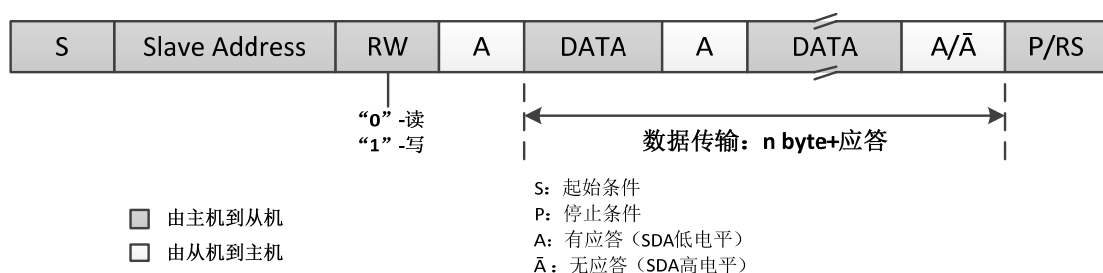 S Slave Address RW A DATA A DATA A/Ā P/RS
“0” -读
“1” -写
数据传输：n byte+应答
S：起始条件
P：停止条件
A：有应答（SDA低电平）
Ā：无应答（SDA高电平）
由主机到从机
由从机到主机